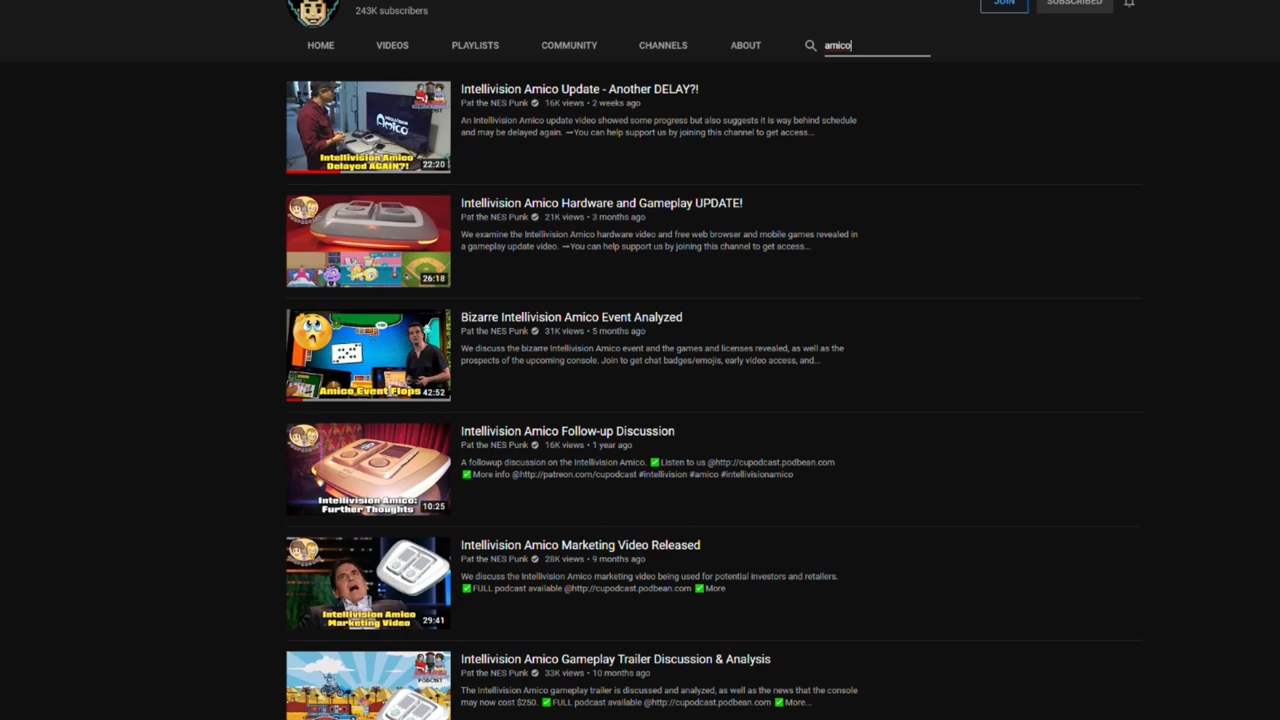 243K subscribers
JOIN
SUBSCRIBED
HOME
VIDEOS
PLAYLISTS
COMMUNITY
CHANNELS
ABOUT
amico
Amico
Intellivision Amico
Delayed AGAIN?!
22:20
Intellivision Amico Update - Another DELAY?!
Pat the NES Punk 16K views • 2 weeks ago
An Intellivision Amico update video showed some progress but also suggests it is way behind schedule
and may be delayed again. —You can help support us by joining this channel to get access...
26:18
Intellivision Amico Hardware and Gameplay UPDATE!
Pat the NES Punk 21K views • 3 months ago
We examine the Intellivision Amico hardware video and free web browser and mobile games revealed in
a gameplay update video. —You can help support us by joining this channel to get access...
Amico Event Flops
42:52
Bizarre Intellivision Amico Event Analyzed
Pat the NES Punk 31K views • 5 months ago
We discuss the bizarre Intellivision Amico event and the games and licenses revealed, as well as the
prospects of the upcoming console. Join to get chat badges/emojis, early video access, and...
Intellivision Amico:
Further Thoughts
10:25
Intellivision Amico Follow-up Discussion
Pat the NES Punk 16K views • 1 year ago
A followup discussion on the Intellivision Amico. ✅Listen to us @http://cupodcast.podbean.com
✅More info @http://patreon.com/cupodcast #intellivision #amico #intellivisionamico
Intellivision Amico
Marketing Video
29:41
Intellivision Amico Marketing Video Released
Pat the NES Punk 28K views • 9 months ago
We discuss the Intellivision Amico marketing video being used for potential investors and retailers.
✅FULL podcast available @http://cupodcast.podbean.com ✅More
PODCAST
Intellivision Amico Gameplay Trailer Discussion & Analysis
Pat the NES Punk 33K views • 10 months ago
The Intellivision Amico gameplay trailer is discussed and analyzed, as well as the news that the console
may now cost $250. ✅FULL podcast available @http://cupodcast.podbean.com ✅More...